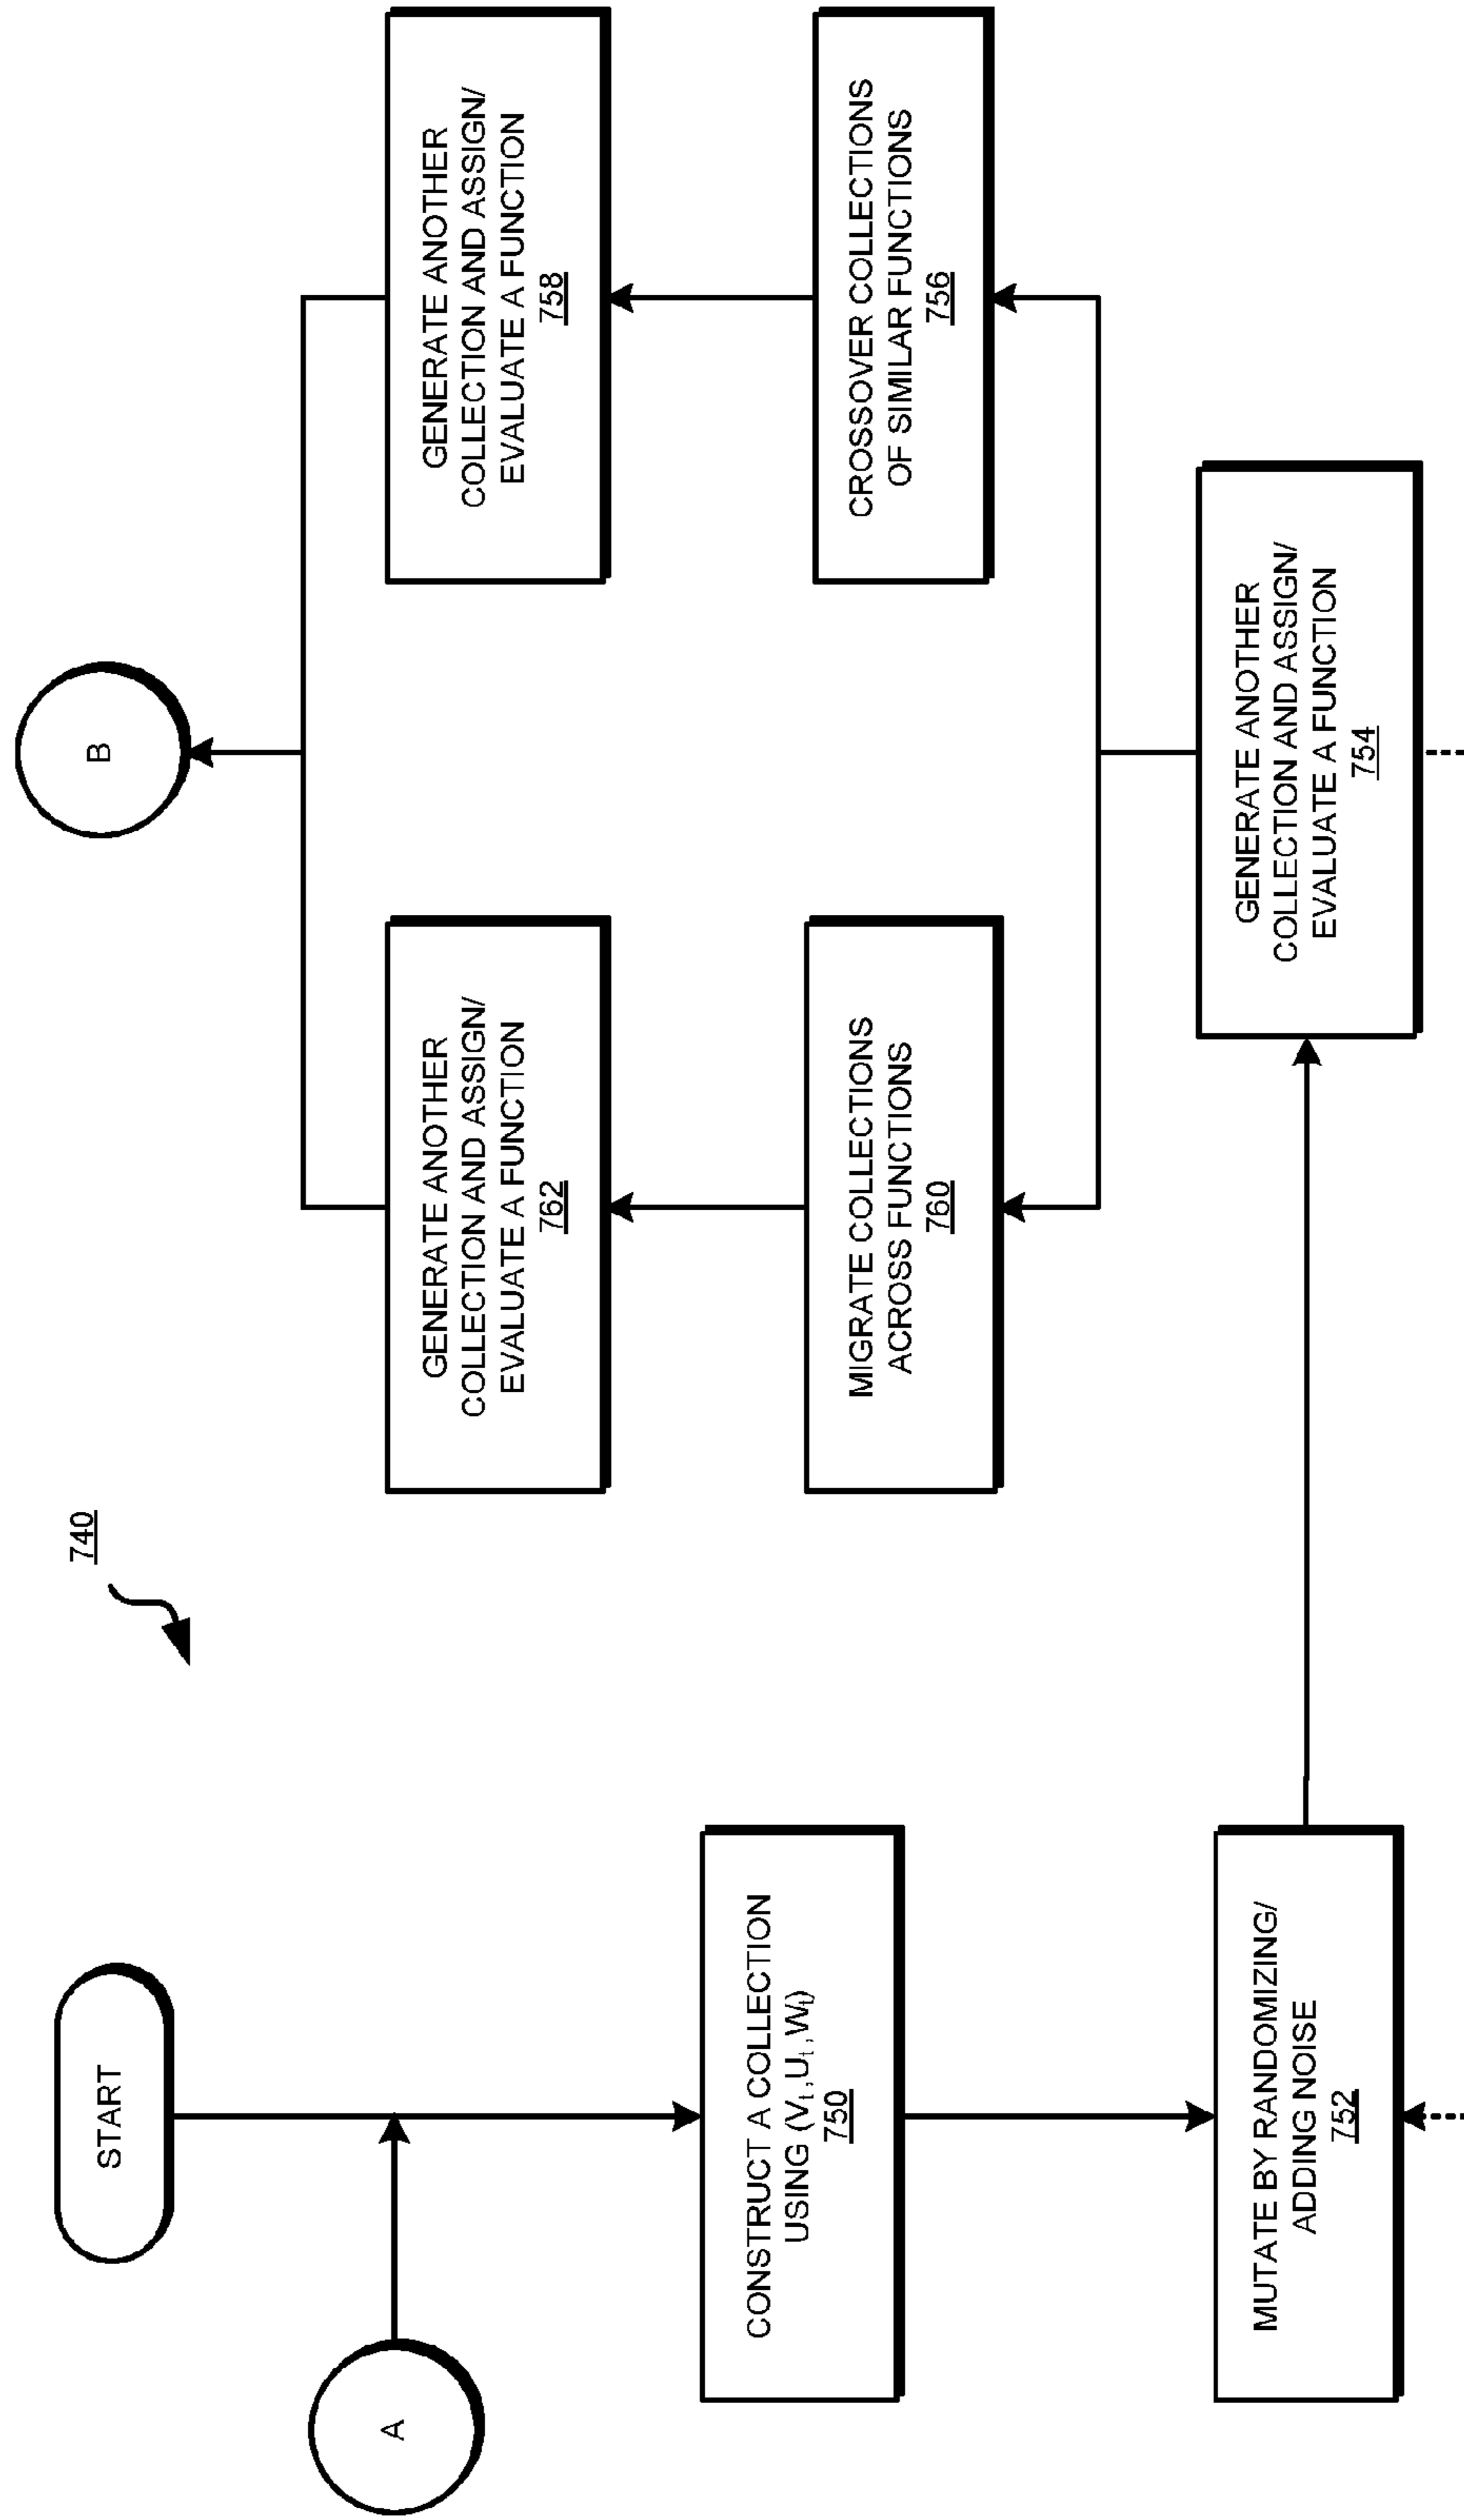 740
START
A
CONSTRUCT A COLLECTION
USING (Vt,Ut,Wt)
750
MUTATE BY RANDOMIZING/
ADDING NOISE
752
B
GENERATE ANOTHER
COLLECTION AND ASSIGN/
EVALUATE A FUNCTION
762
GENERATE ANOTHER
COLLECTION AND ASSIGN/
EVALUATE A FUNCTION
758
MIGRATE COLLECTIONS
ACROSS FUNCTIONS
760
CROSSOVER COLLECTIONS
OF SIMILAR FUNCTIONS
756
GENERATE ANOTHER
COLLECTION AND ASSIGN/
EVALUATE A FUNCTION
754